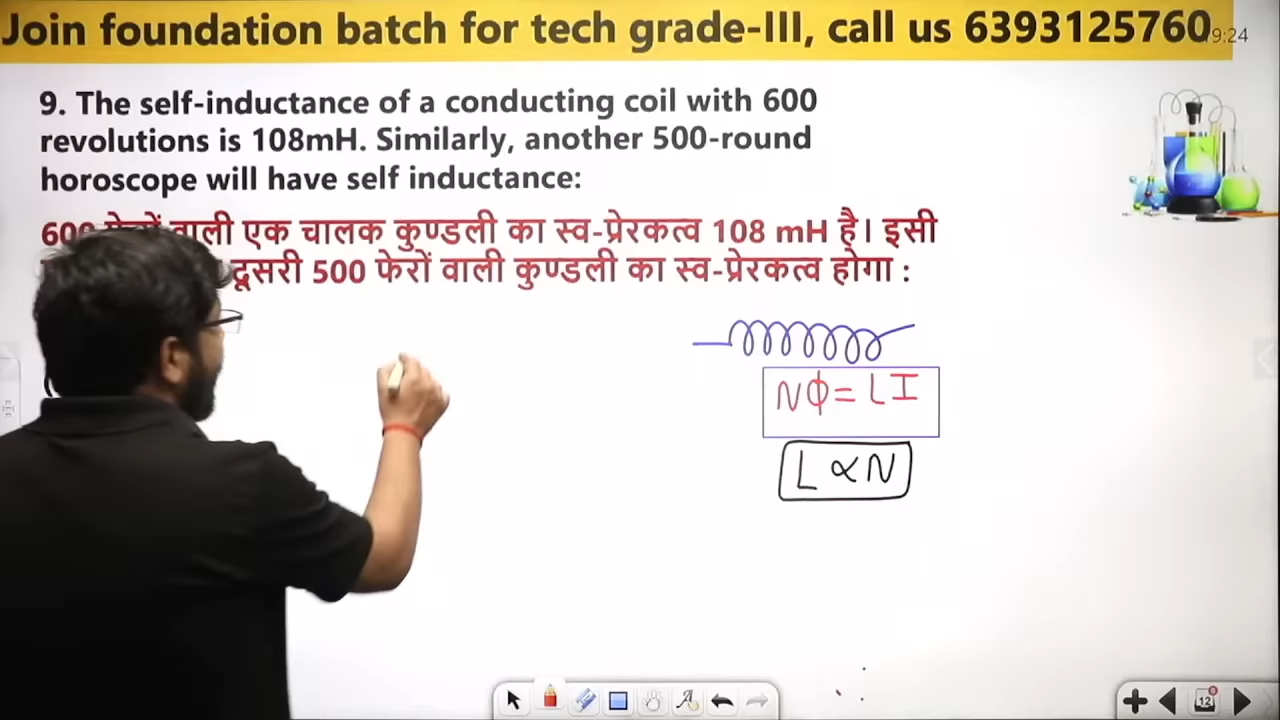 Join foundation batch for tech grade-III, call us 6393125760
9:24
9. The self-inductance of a conducting coil with 600
revolutions is 108mH. Similarly, another 500-round
horoscope will have self inductance:
600 फेरों वाली एक चालक कुण्डली का स्व-प्रेरकत्व 108 mH है। इसी
दूसरी 500 फेरों वाली कुण्डली का स्व-प्रेरकत्व होगा :
Nϕ = LI
L ∝ N
12